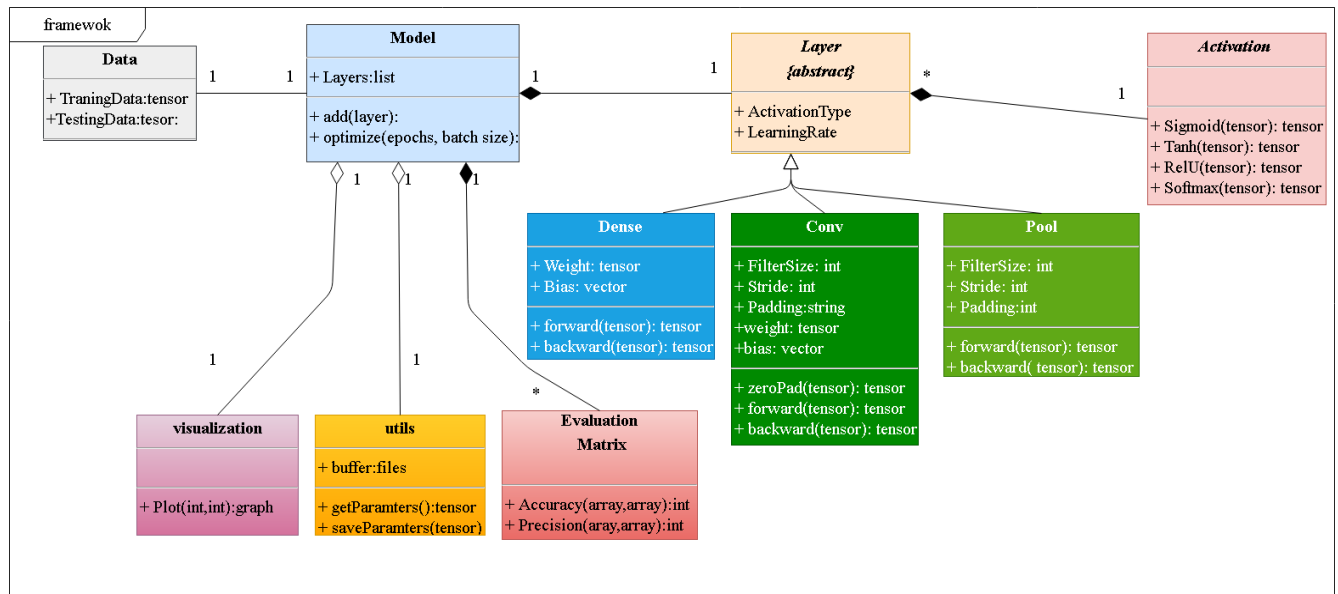 framewok
Data
+ TraningData:tensor
+TestingData:tesor:
1
1
Model
+ Layers:list
+ add(layer):
+ optimize(epochs, batch size):
1
1
Layer
{abstract}
+ ActivationType
+ LearningRate
*
1
Activation
+ Sigmoid(tensor): tensor
+ Tanh(tensor): tensor
+ RelU(tensor): tensor
+ Softmax(tensor): tensor
1
1
1
Dense
+ Weight: tensor
+ Bias: vector
+ forward(tensor): tensor
+ backward(tensor): tensor
Conv
+ FilterSize: int
+ Stride: int
+ Padding:string
+weight: tensor
+bias: vector
+ zeroPad(tensor): tensor
+ forward(tensor): tensor
+ backward(tensor): tensor
Pool
+ FilterSize: int
+ Stride: int
+ Padding:int
+ forward(tensor): tensor
+ backward( tensor): tensor
1
1
*
visualization
+ Plot(int,int):graph
utils
+ buffer:files
+ getParamters():tensor
+ saveParamters(tensor)
Evaluation
Matrix
+ Accuracy(array,array):int
+ Precision(aray,array):int